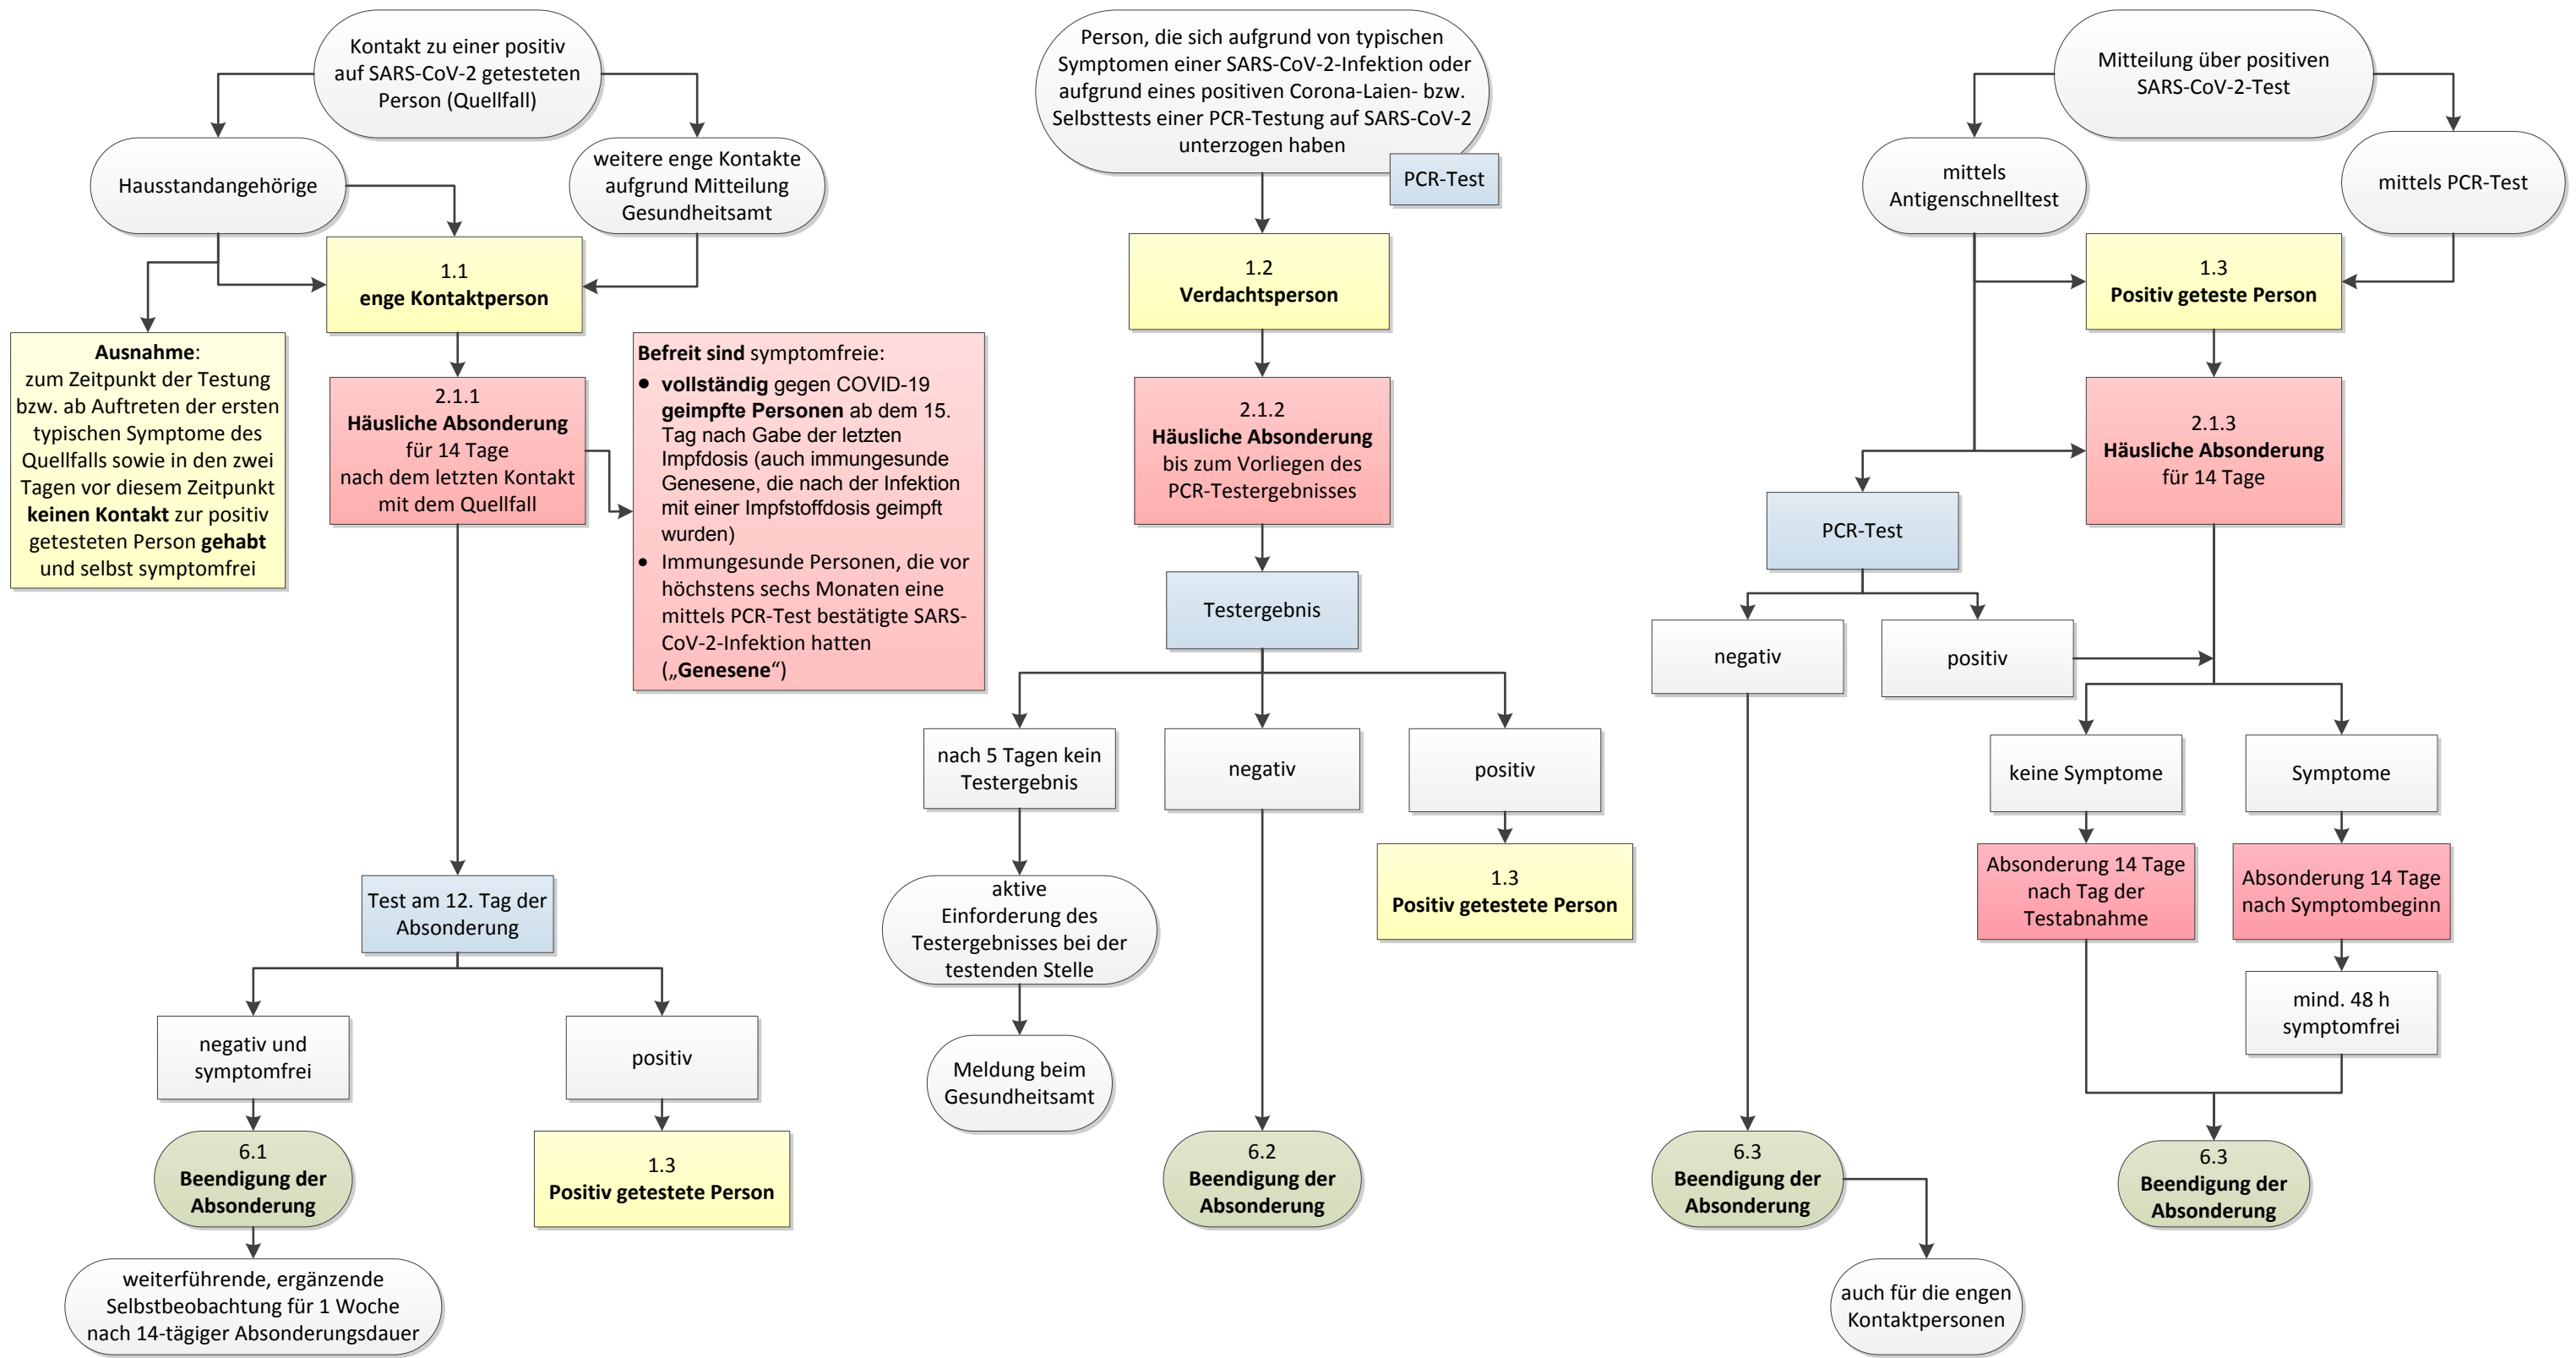 Kontakt zu einer positiv
auf SARS-CoV-2 getesteten
Person (Quellfall)
Hausstandangehörige
weitere enge Kontakte
aufgrund Mitteilung
Gesundheitsamt
1.1
enge Kontaktperson
Ausnahme:
zum Zeitpunkt der Testung
bzw. ab Auftreten der ersten
typischen Symptome des
Quellfalls sowie in den zwei
Tagen vor diesem Zeitpunkt
keinen Kontakt zur positiv
getesteten Person gehabt
und selbst symptomfrei
2.1.1
Häusliche Absonderung
für 14 Tage
nach dem letzten Kontakt
mit dem Quellfall
Befreit sind symptomfreie:
• vollständig gegen COVID-19
geimpfte Personen ab dem 15.
Tag nach Gabe der letzten
Impfdosis (auch immungesunde
Genesene, die nach der Infektion
mit einer Impfstoffdosis geimpft
wurden)
• Immungesunde Personen, die vor
höchstens sechs Monaten eine
mittels PCR-Test bestätigte SARS-
CoV-2-Infektion hatten
(„Genesene“)
Test am 12. Tag der
Absonderung
negativ und
symptomfrei
positiv
6.1
Beendigung der
Absonderung
1.3
Positiv getestete Person
weiterführende, ergänzende
Selbstbeobachtung für 1 Woche
nach 14-tägiger Absonderungsdauer
Person, die sich aufgrund von typischen
Symptomen einer SARS-CoV-2-Infektion oder
aufgrund eines positiven Corona-Laien- bzw.
Selbsttests einer PCR-Testung auf SARS-CoV-2
unterzogen haben
PCR-Test
1.2
Verdachtsperson
2.1.2
Häusliche Absonderung
bis zum Vorliegen des
PCR-Testergebnisses
Testergebnis
nach 5 Tagen kein
Testergebnis
negativ
positiv
aktive
Einforderung des
Testergebnisses bei der
testenden Stelle
1.3
Positiv getestete Person
Meldung beim
Gesundheitsamt
6.2
Beendigung der
Absonderung
Mitteilung über positiven
SARS-CoV-2-Test
mittels
Antigenschnelltest
mittels PCR-Test
1.3
Positiv geteste Person
2.1.3
Häusliche Absonderung
für 14 Tage
PCR-Test
negativ
positiv
keine Symptome
Symptome
Absonderung 14 Tage
nach Tag der
Testabnahme
Absonderung 14 Tage
nach Symptombeginn
mind. 48 h
symptomfrei
6.3
Beendigung der
Absonderung
6.3
Beendigung der
Absonderung
auch für die engen
Kontaktpersonen